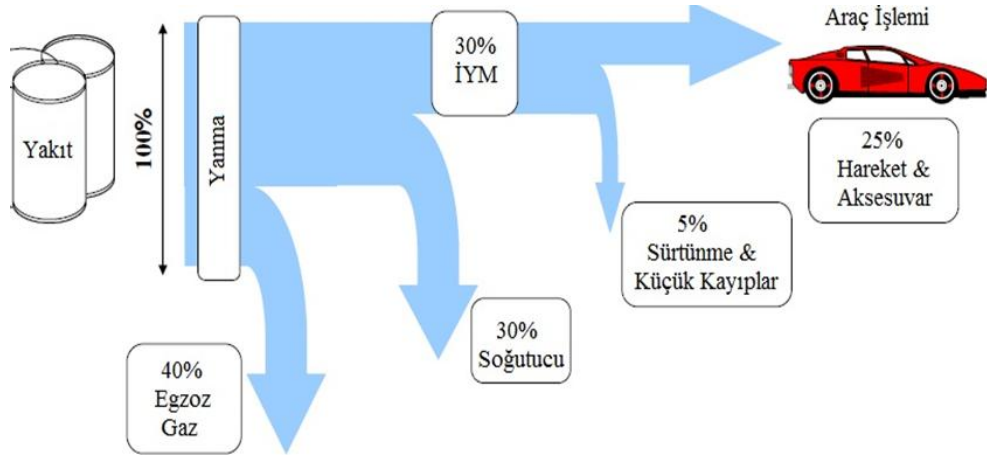 Yakıt
100%
Yanma
30%
İYM
Araç İşlemi
25%
Hareket &
Aksesuvar
5%
Sürtünme &
Küçük Kayıplar
30%
Soğutucu
40%
Egzoz
Gaz